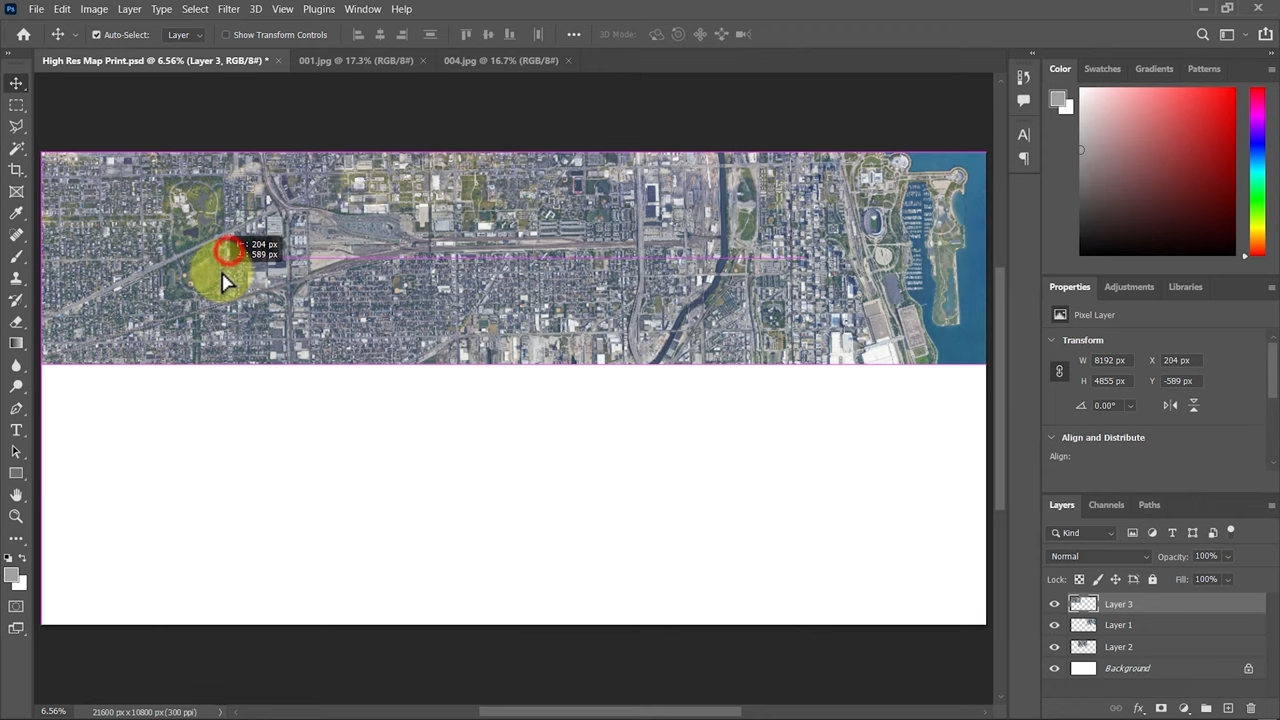 Ps File Edit Image Layer Type Select Filter 3D View Plugins Window Help
Auto-Select: Layer Show Transform Controls 3D Mode:
High Res Map Print.psd @ 6.56% (Layer 3, RGB/8#) * 001.jpg @ 17.3% (RGB/8#) 004.jpg @ 16.7% (RGB/8#)
: 204 px
: 589 px
Color Swatches Gradients Patterns
Properties Adjustments Libraries
Pixel Layer
Transform
W 8192 px X 204 px
H 4855 px Y -589 px
0.00°
Align and Distribute
Align:
Layers Channels Paths
Kind
Normal Opacity: 100%
Lock: Fill: 100%
Layer 3
Layer 1
Layer 2
Background
6.56% 21600 px x 10800 px (300 ppi)